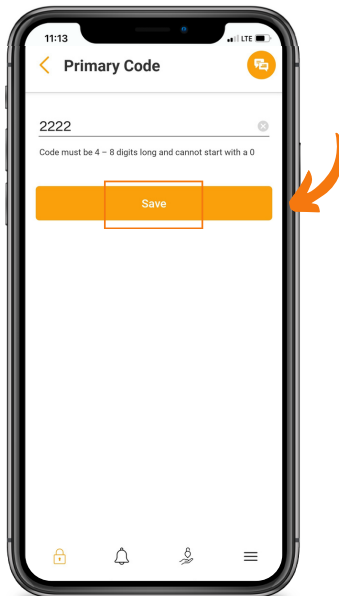 11:13
LTE
Primary Code
2222
Code must be 4 – 8 digits long and cannot start with a 0
Save